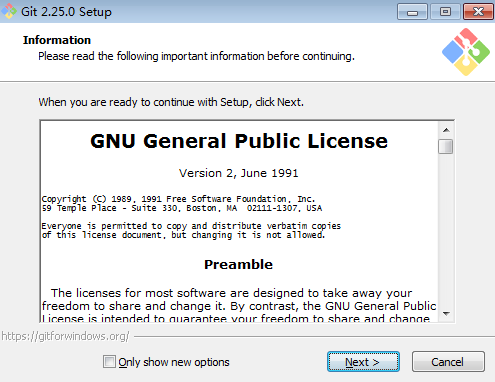 Git 2.25.0 Setup
Information
Please read the following important information before continuing.
When you are ready to continue with Setup, click Next.
GNU General Public License
Version 2, June 1991
Copyright (C) 1989, 1991 Free Software Foundation, Inc.
59 Temple Place - Suite 330, Boston, MA  02111-1307, USA
Everyone is permitted to copy and distribute verbatim copies
of this license document, but changing it is not allowed.
Preamble
The licenses for most software are designed to take away your
freedom to share and change it. By contrast, the GNU General Public
License is intended to guarantee your freedom to share and change
https://gitforwindows.org/
Only show new options
Next >
Cancel